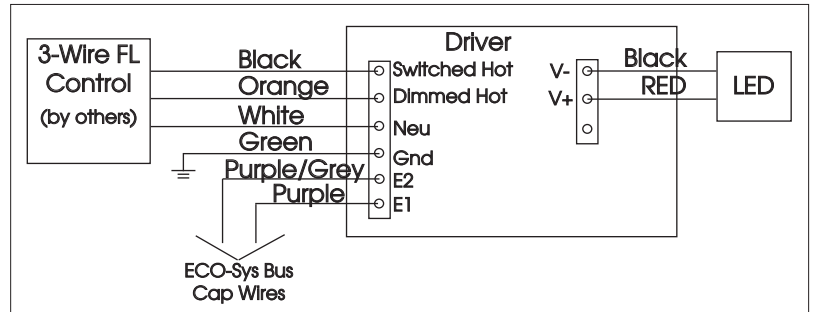 3-Wire FL
Control
(by others)
Black
Orange
White
Green
Purple/Grey
Purple
Driver
Switched Hot
Dimmed Hot
Neu
Gnd
E2
E1
V-
V+
Black
RED
LED
ECO-Sys Bus
Cap Wires